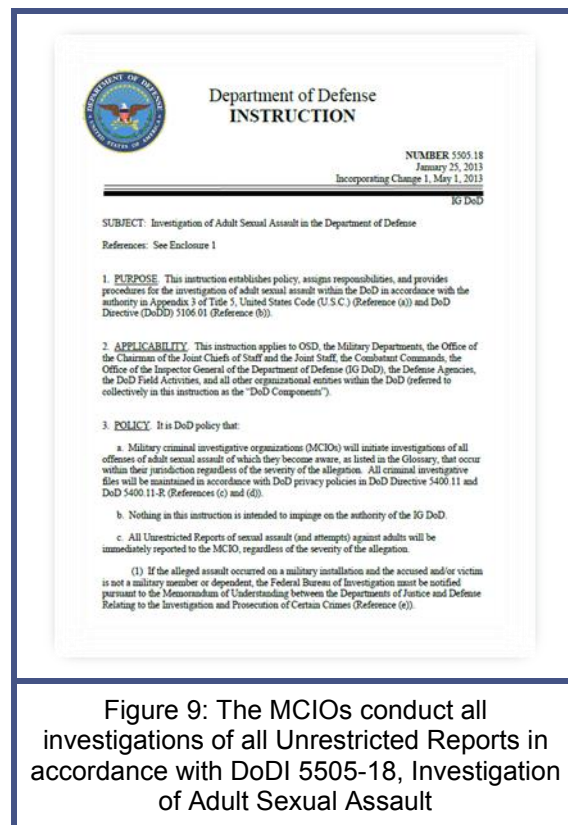 Department of Defense
INSTRUCTION
NUMBER 5505.18
January 25, 2013
Incorporating Change 1, May 1, 2013
IG DoD
SUBJECT: Investigation of Adult Sexual Assault in the Department of Defense
References: See Enclosure 1
1. PURPOSE. This instruction establishes policy, assigns responsibilities, and provides
procedures for the investigation of adult sexual assault within the DoD in accordance with the
authority in Appendix 3 of Title 5, United States Code (U.S.C.) (Reference (a)) and DoD
Directive (DoDD) 5106.01 (Reference (b)).
2. APPLICABILITY. This instruction applies to OSD, the Military Departments, the Office of
the Chairman of the Joint Chiefs of Staff and the Joint Staff, the Combatant Commands, the
Office of the Inspector General of the Department of Defense (IG DoD), the Defense Agencies,
the DoD Field Activities, and all other organizational entities within the DoD (referred to
collectively in this instruction as the "DoD Components").
3. POLICY. It is DoD policy that:
a. Military criminal investigative organizations (MCIOs) will initiate investigations of all
offenses of adult sexual assault of which they become aware, as listed in the Glossary, that occur
within their jurisdiction regardless of the severity of the allegation. All criminal investigative
files will be maintained in accordance with DoD privacy policies in DoD Directive 5400.11 and
DoD 5400.11-R (References (c) and (d)).
b. Nothing in this instruction is intended to impinge on the authority of the IG DoD.
c. All Unrestricted Reports of sexual assault (and attempts) against adults will be
immediately reported to the MCIO, regardless of the severity of the allegation.
(1) If the alleged assault occurred on a military installation and the accused and/or victim
is not a military member or dependent, the Federal Bureau of Investigation must be notified
pursuant to the Memorandum of Understanding between the Departments of Justice and Defense
Relating to the Investigation and Prosecution of Certain Crimes (Reference (e)).
Figure 9: The MCIOs conduct all
investigations of all Unrestricted Reports in
accordance with DoDI 5505-18, Investigation
of Adult Sexual Assault